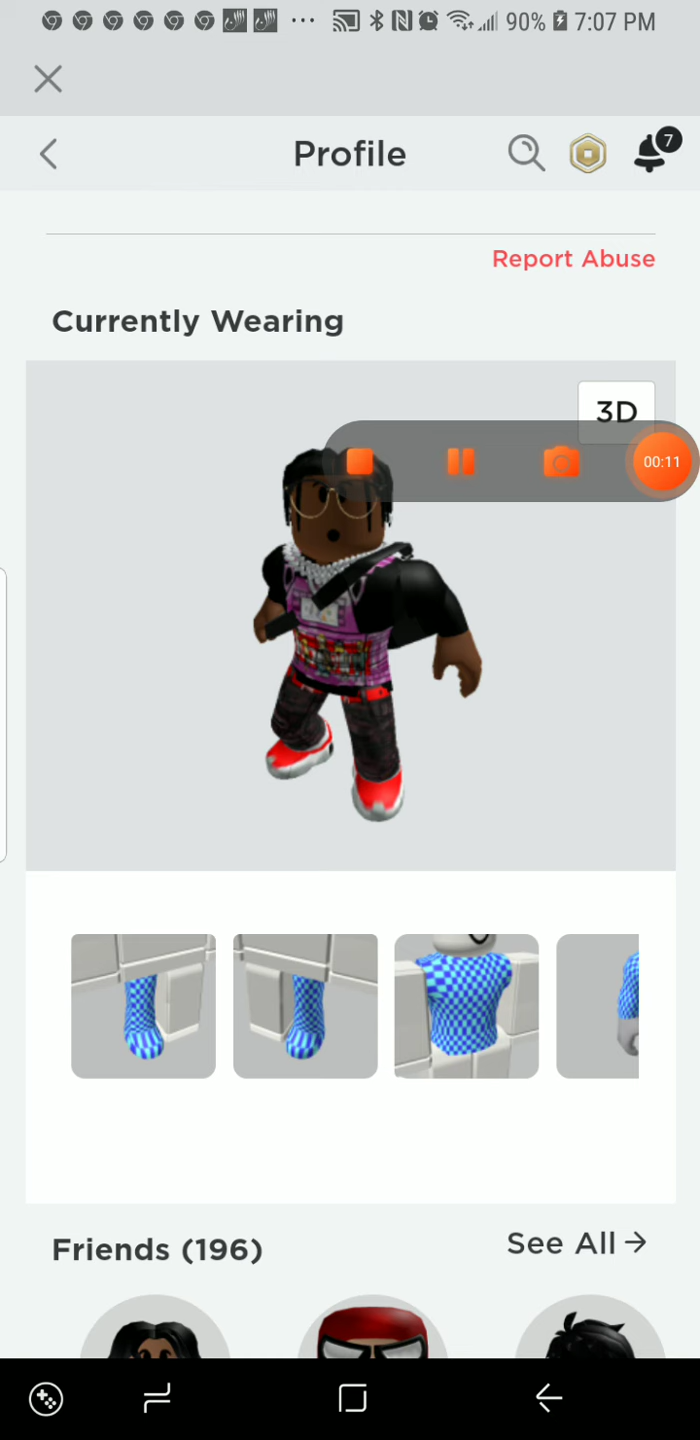 90% 7:07 PM
Profile
7
Report Abuse
Currently Wearing
3D
00:11
Friends (196)
See All